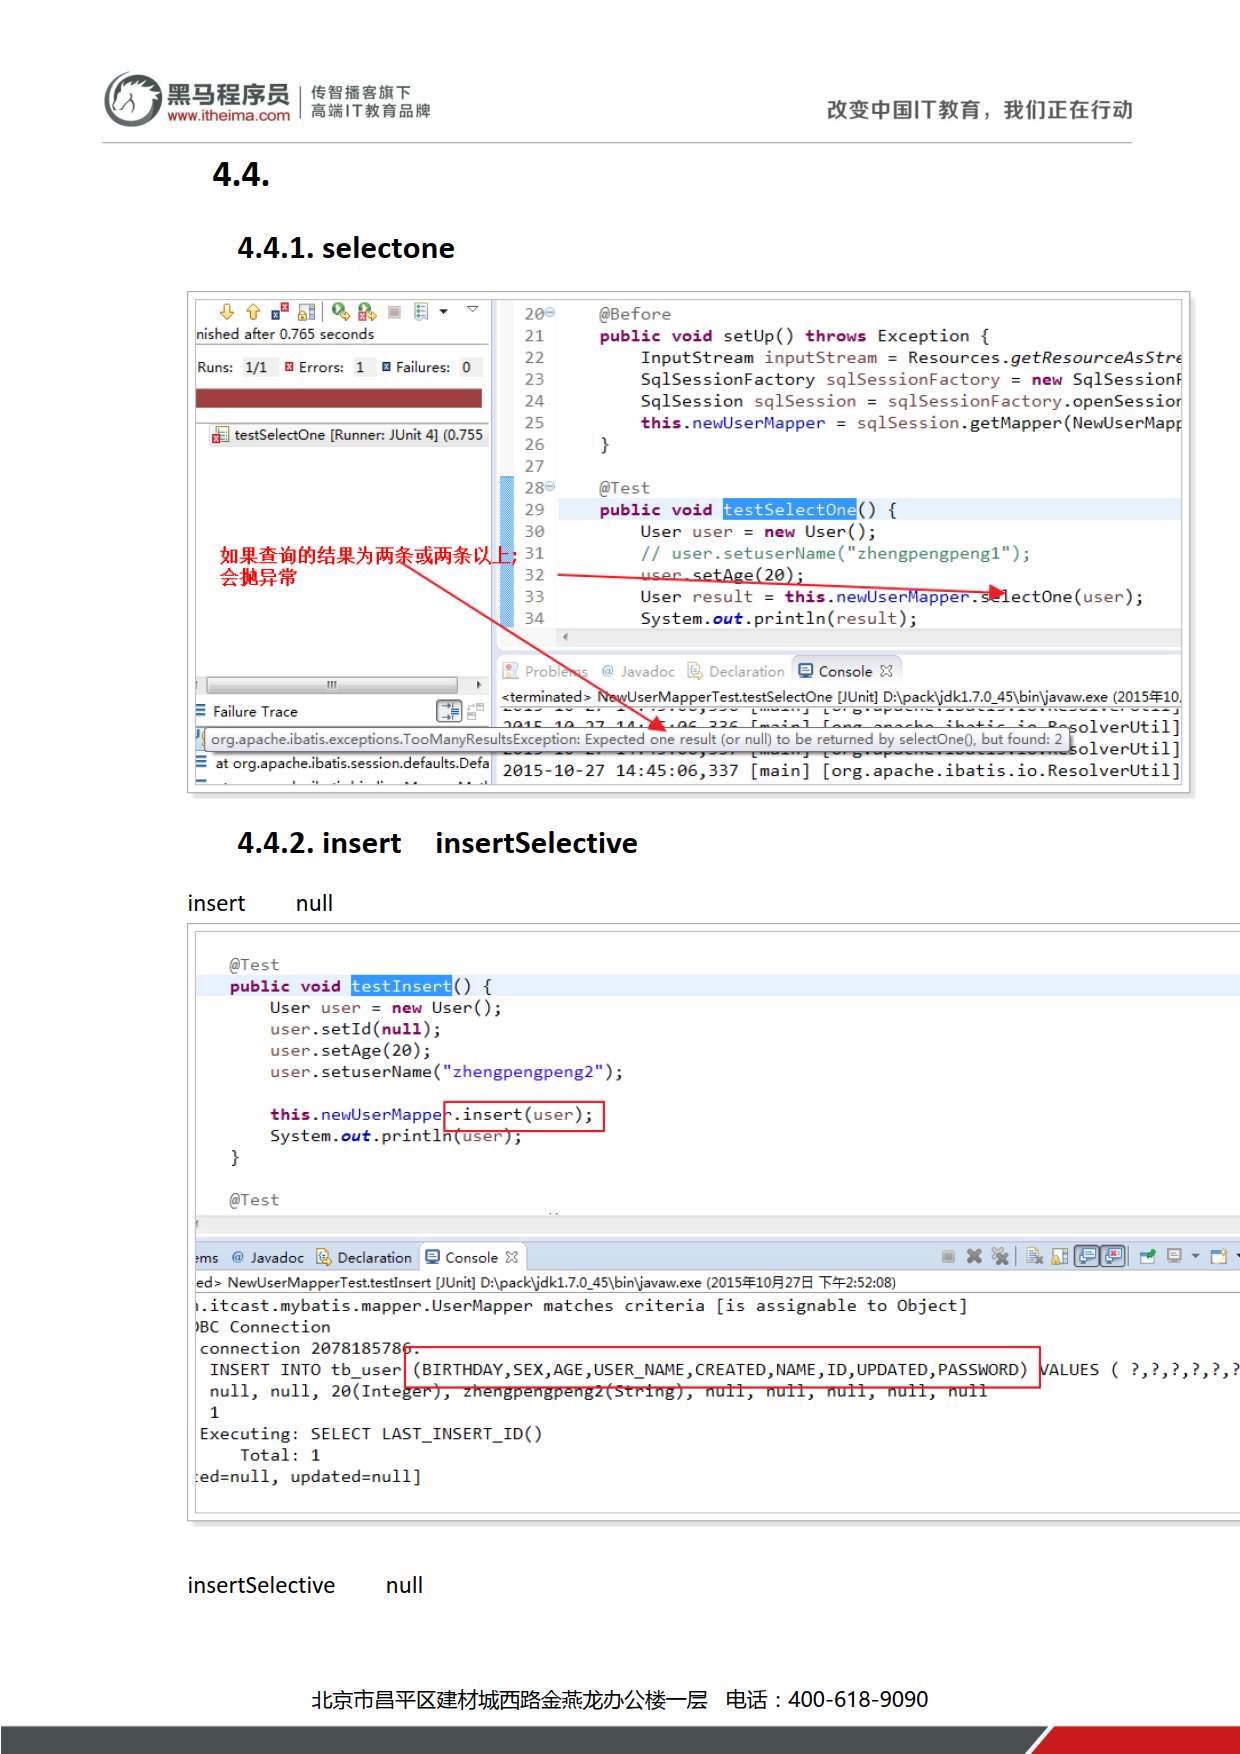 黑马程序员
www.itheima.com
传智播客旗下
高端IT教育品牌
改变中国IT教育，我们正在行动
4.4.
4.4.1. selectone
nished after 0.765 seconds
Runs: 1/1 Errors: 1 Failures: 0
testSelectOne [Runner: JUnit 4] (0.755
如果查询的结果为两条或两条以上;
会抛异常
20 @Before
21 public void setUp() throws Exception {
22 InputStream inputStream = Resources.getResourceAsStre
23 SqlSessionFactory sqlSessionFactory = new SqlSessionF
24 SqlSession sqlSession = sqlSessionFactory.openSession
25 this.newUserMapper = sqlSession.getMapper(NewUserMapp
26 }
27
28 @Test
29 public void testSelectOne() {
30 User user = new User();
31 // user.setuserName("zhengpengpeng1");
32 user.setAge(20);
33 User result = this.newUserMapper.selectOne(user);
34 System.out.println(result);
Problems @ Javadoc Declaration Console
<terminated> NewUserMapperTest.testSelectOne [JUnit] D:\pack\jdk1.7.0_45\bin\javaw.exe (2015年10.
Failure Trace
2015-10-27 14:45:06,336 [main] [org.apache.ibatis.io.ResolverUtil]
org.apache.ibatis.exceptions.TooManyResultsException: Expected one result (or null) to be returned by selectOne(), but found: 2
ResolverUtil]
at org.apache.ibatis.session.defaults.Defa
2015-10-27 14:45:06,337 [main] [org.apache.ibatis.io.ResolverUtil]
4.4.2. insert insertSelective
insert null
@Test
public void testInsert() {
User user = new User();
user.setId(null);
user.setAge(20);
user.setuserName("zhengpengpeng2");
this.newUserMapper.insert(user);
System.out.println(user);
}
@Test
ems @ Javadoc Declaration Console
ed> NewUserMapperTest.testInsert [JUnit] D:\pack\jdk1.7.0_45\bin\javaw.exe (2015年10月27日 下午2:52:08)
.itcast.mybatis.mapper.UserMapper matches criteria [is assignable to Object]
DBC Connection
connection 2078185786.
INSERT INTO tb_user (BIRTHDAY,SEX,AGE,USER_NAME,CREATED,NAME,ID,UPDATED,PASSWORD) VALUES ( ?,?,?,?,?,?
null, null, 20(Integer), zhengpengpeng2(String), null, null, null, null, null
1
Executing: SELECT LAST_INSERT_ID()
Total: 1
ted=null, updated=null]
insertSelective null
北京市昌平区建材城西路金燕龙办公楼一层 电话：400-618-9090